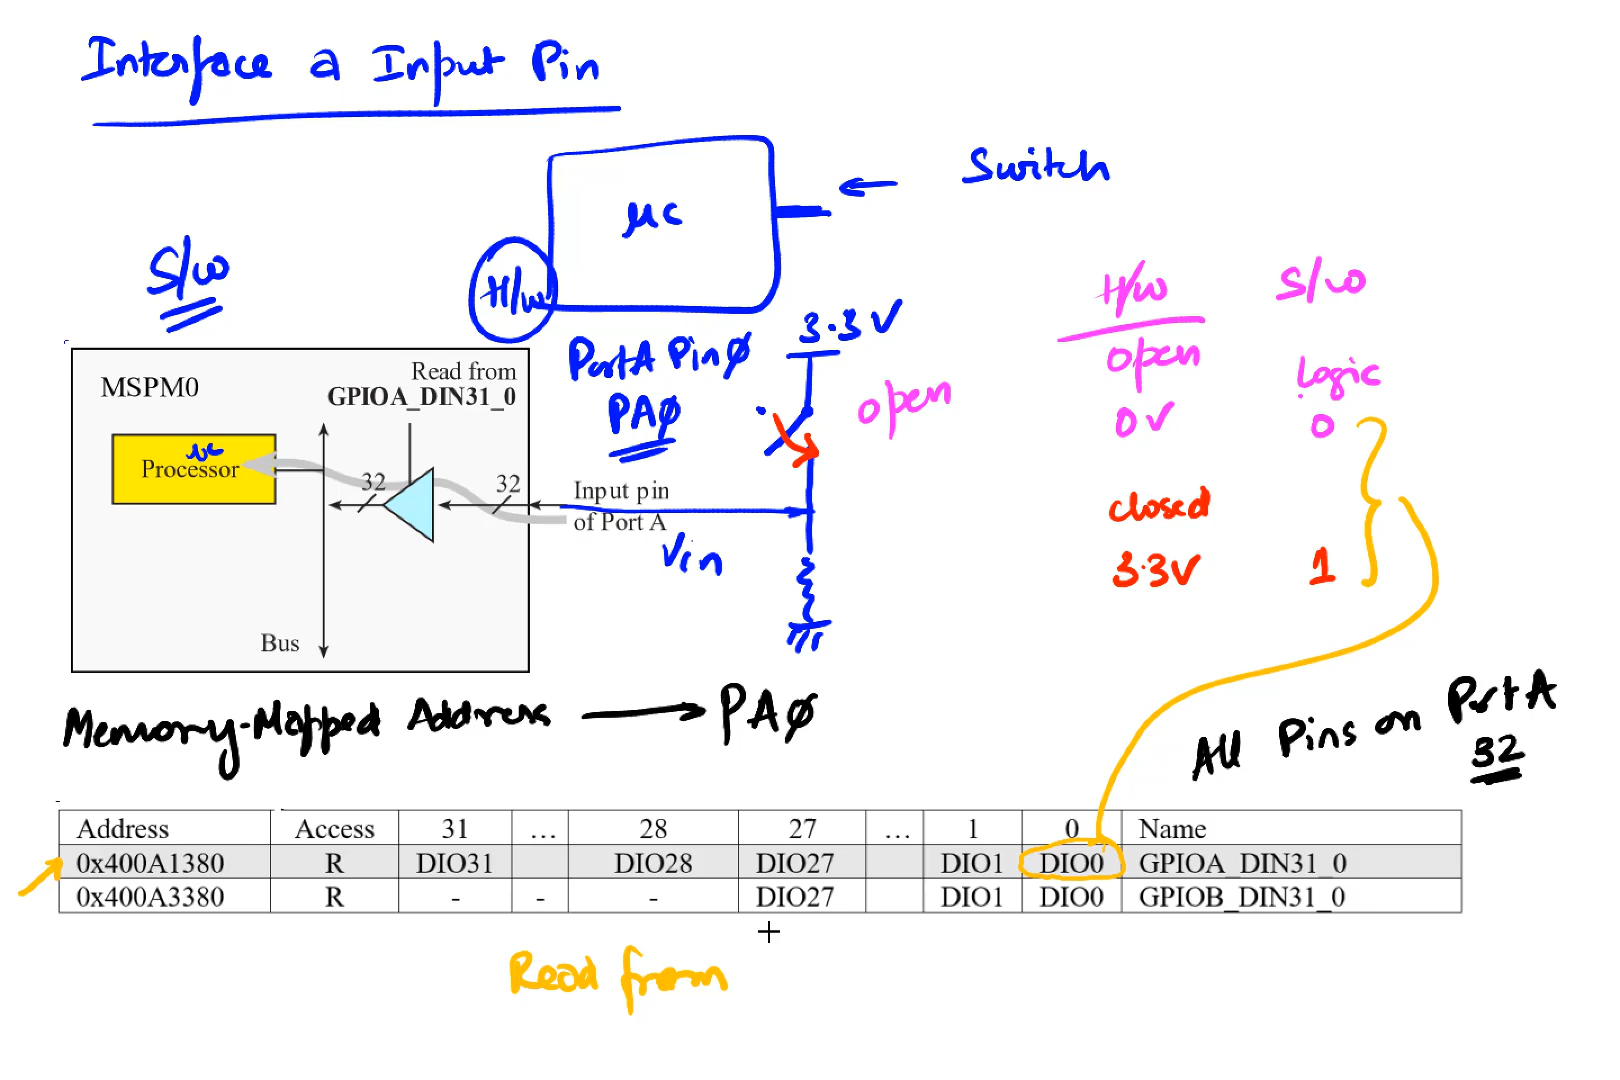 Interface a Input Pin
Switch
μC
S/W
H/W
H/W S/W
3.3V
Port A Pin 0
open
open
Logic
MSPM0
Read from
GPIOA_DIN31_0
PA0
0V 0
μC
Processor
32
32
Input pin
of Port A
closed
Vin
3.3V 1
Bus
Memory-Mapped Address → PA0
All Pins on Port A
32
Address Access 31 ... 28 27 ... 1 0 Name
0x400A1380 R DIO31 DIO28 DIO27 DIO1 DIO0 GPIOA_DIN31_0
0x400A3380 R - - - DIO27 DIO1 DIO0 GPIOB_DIN31_0
Read from